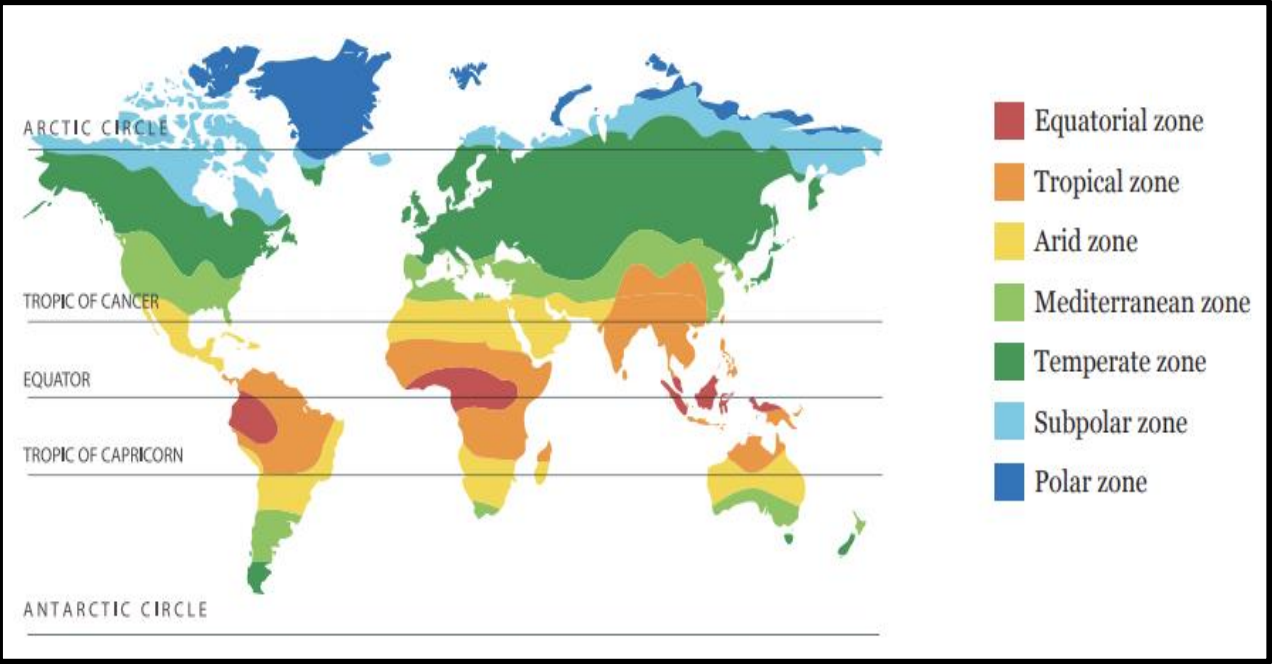 ARCTIC CIRCLE
TROPIC OF CANCER
EQUATOR
TROPIC OF CAPRICORN
ANTARCTIC CIRCLE
Equatorial zone
Tropical zone
Arid zone
Mediterranean zone
Temperate zone
Subpolar zone
Polar zone